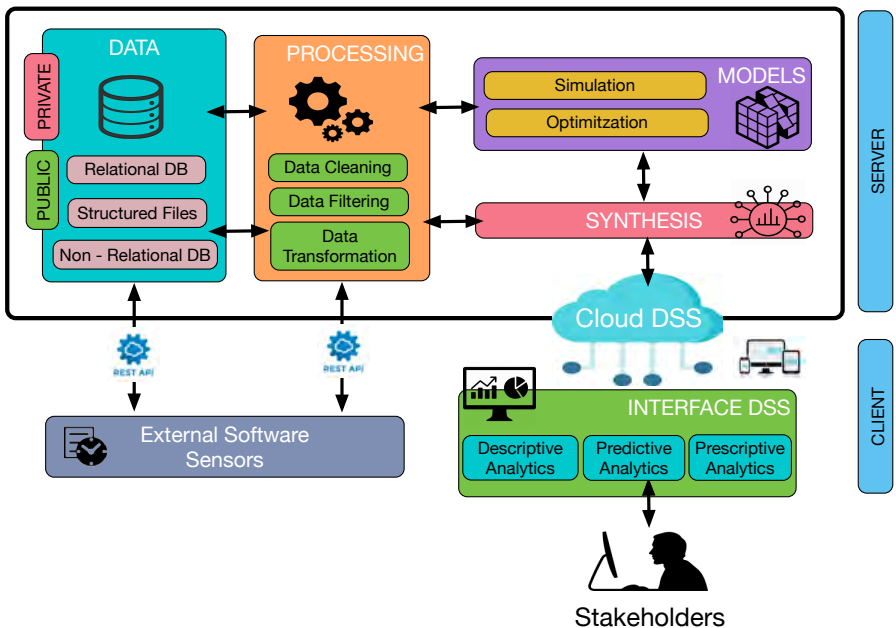 DATA
PRIVATE
PUBLIC
Relational DB
Structured Files
Non - Relational DB
PROCESSING
Data Cleaning
Data Filtering
Data
Transformation
MODELS
Simulation
Optimitzation
SYNTHESIS
SERVER
Cloud DSS
REST API
REST API
External Software
Sensors
CLIENT
INTERFACE DSS
Descriptive
Analytics
Predictive
Analytics
Prescriptive
Analytics
Stakeholders